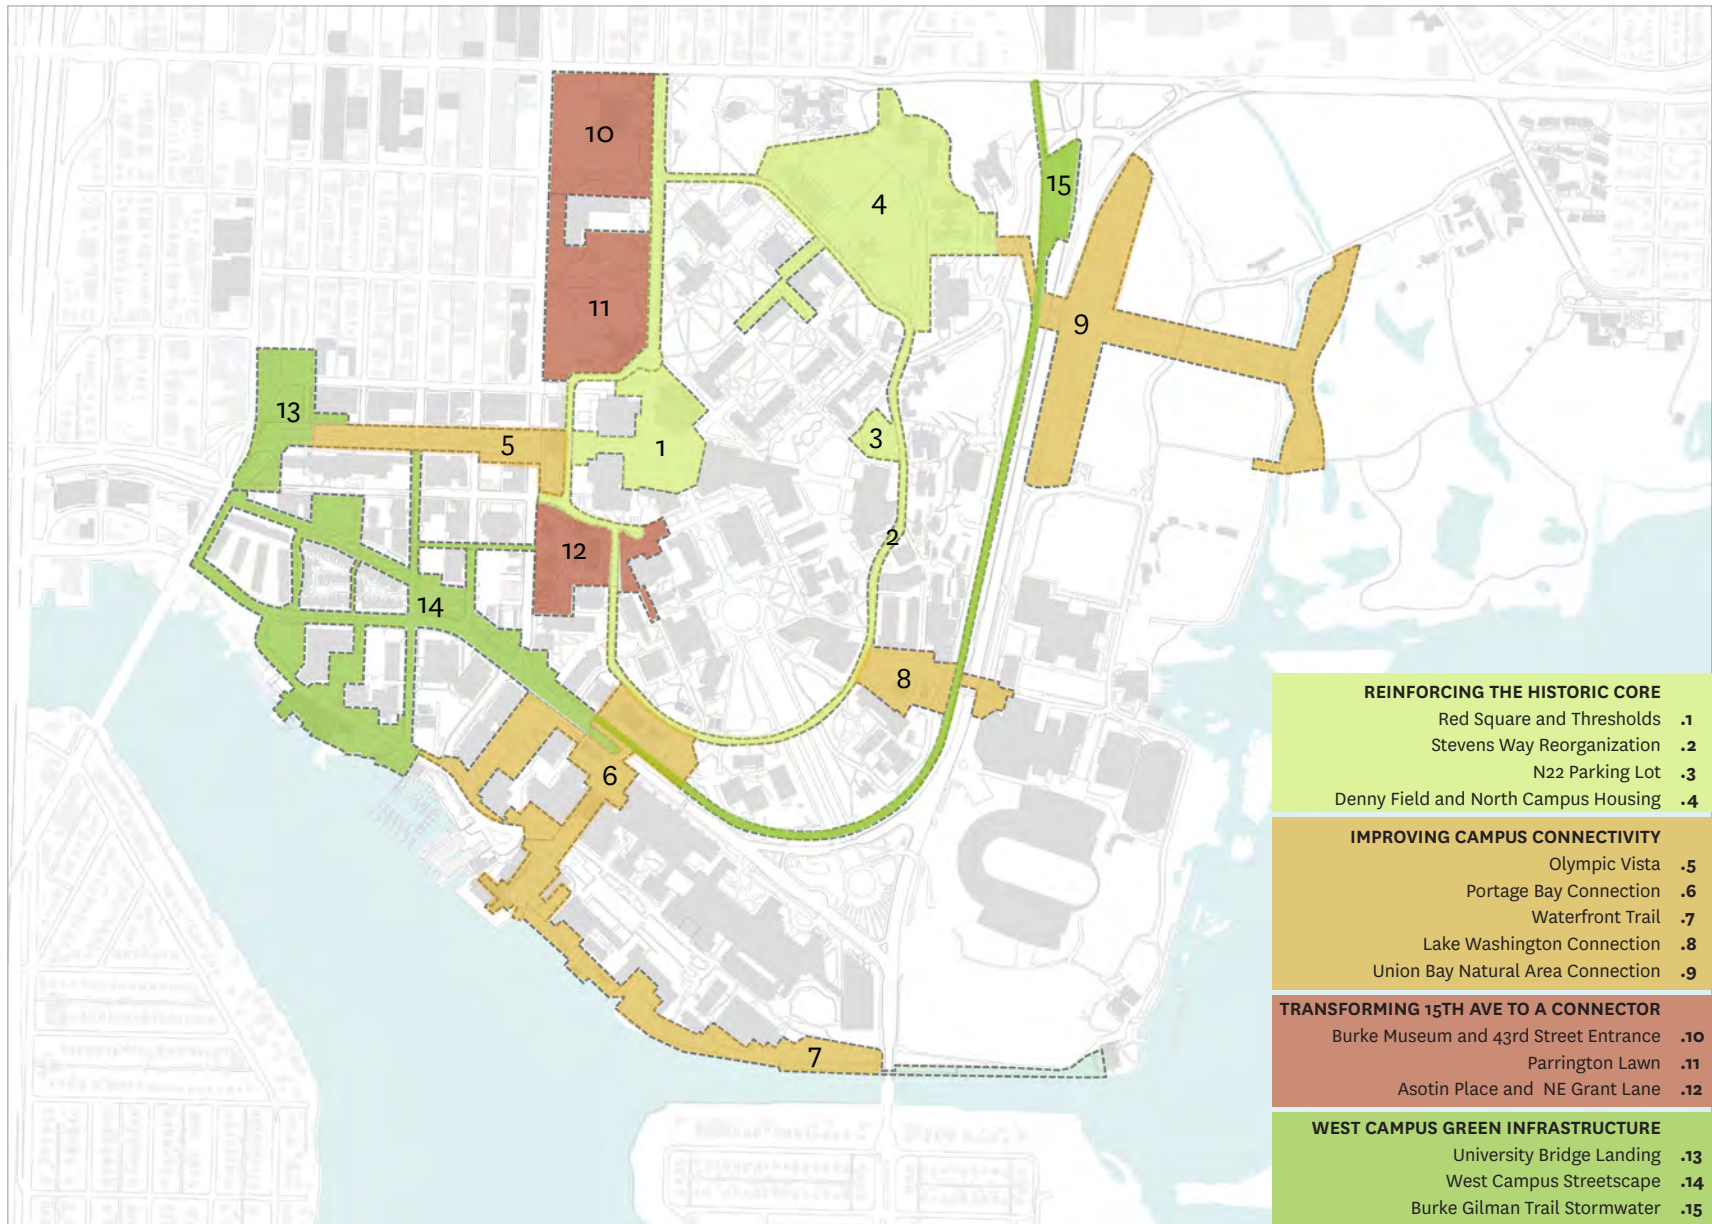 10
15
4
11
9
13
5
1
3
2
12
14
8
6
7
REINFORCING THE HISTORIC CORE
Red Square and Thresholds .1
Stevens Way Reorganization .2
N22 Parking Lot .3
Denny Field and North Campus Housing .4
IMPROVING CAMPUS CONNECTIVITY
Olympic Vista .5
Portage Bay Connection .6
Waterfront Trail .7
Lake Washington Connection .8
Union Bay Natural Area Connection .9
TRANSFORMING 15TH AVE TO A CONNECTOR
Burke Museum and 43rd Street Entrance .10
Parrington Lawn .11
Asotin Place and NE Grant Lane .12
WEST CAMPUS GREEN INFRASTRUCTURE
University Bridge Landing .13
West Campus Streetscape .14
Burke Gilman Trail Stormwater .15